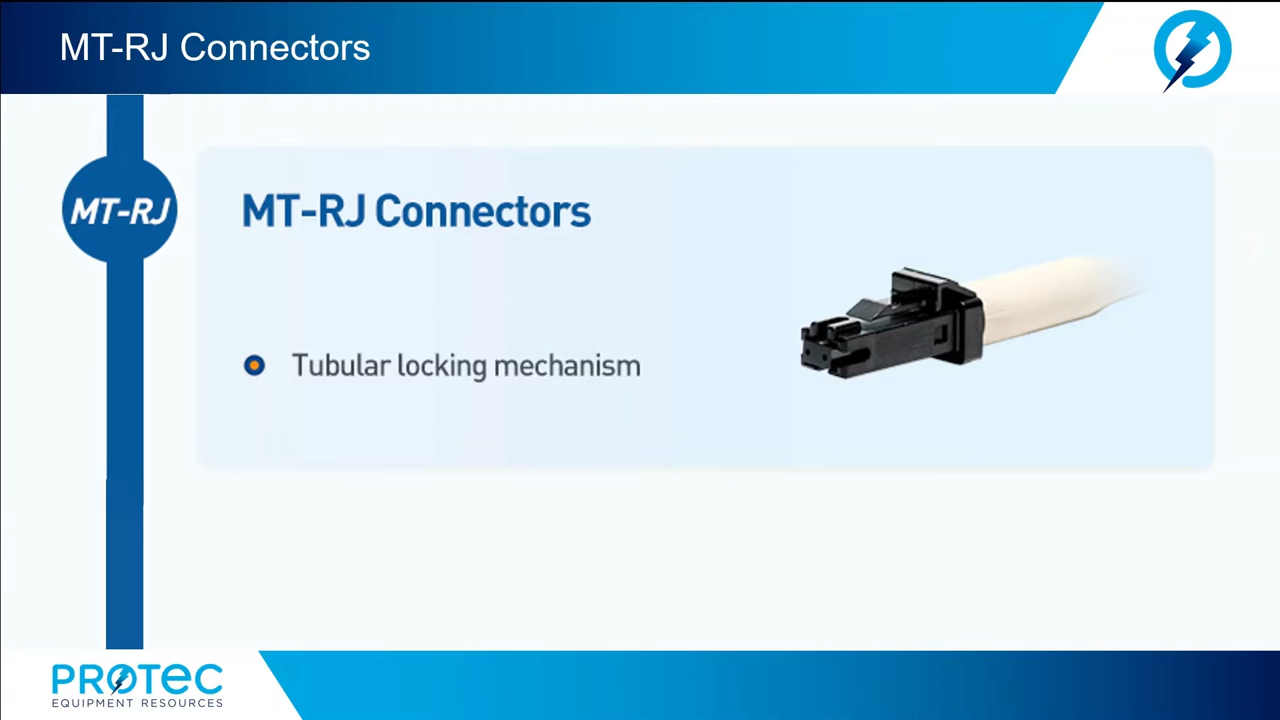 MT-RJ Connectors
MT-RJ
MT-RJ Connectors
Tubular locking mechanism
PROTEC
EQUIPMENT RESOURCES